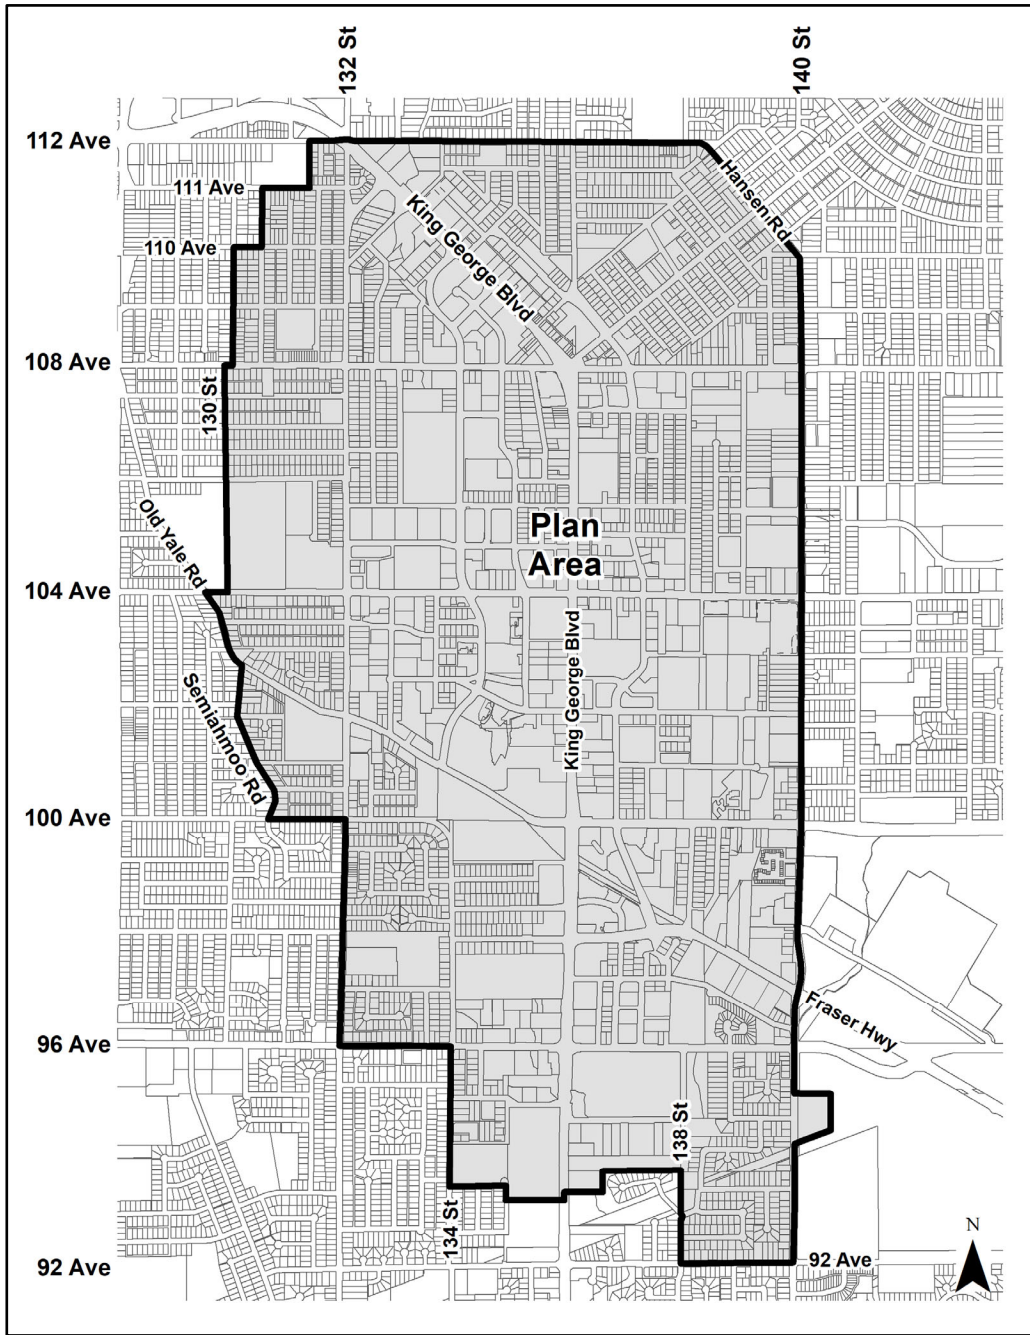 132 St
140 St
112 Ave
111 Ave
Hansen Rd
King George Blvd
110 Ave
108 Ave
130 St
Old Yale Rd
Plan
Area
104 Ave
King George Blvd
Semiahmoo Rd
100 Ave
Fraser Hwy
96 Ave
138 St
134 St
N
92 Ave
92 Ave